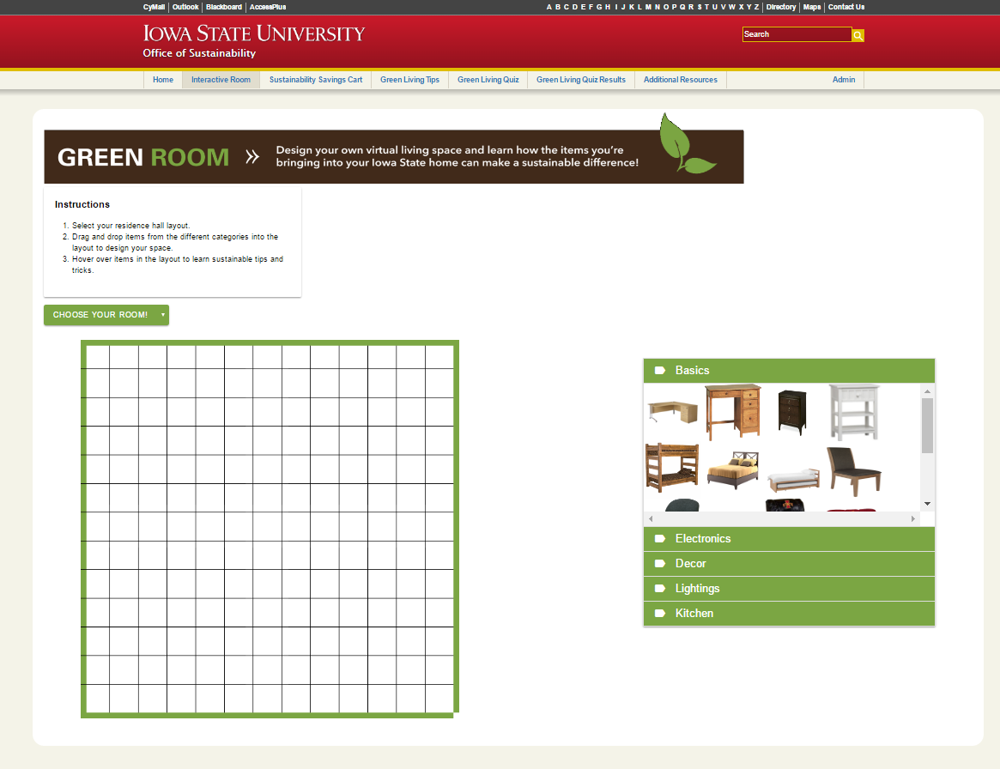 CyMail Outlook Blackboard AccessPlus A B C D E F G H I J K L M N O P Q R S T U V W X Y Z Directory Maps Contact Us
IOWA STATE UNIVERSITY
Search
Office of Sustainability
Home Interactive Room Sustainability Savings Cart Green Living Tips Green Living Quiz Green Living Quiz Results Additional Resources Admin
GREEN ROOM » Design your own virtual living space and learn how the items you're
bringing into your Iowa State home can make a sustainable difference!
Instructions
1. Select your residence hall layout.
2. Drag and drop items from the different categories into the
layout to design your space.
3. Hover over items in the layout to learn sustainable tips and
tricks.
CHOOSE YOUR ROOM!
Basics
Electronics
Decor
Lightings
Kitchen